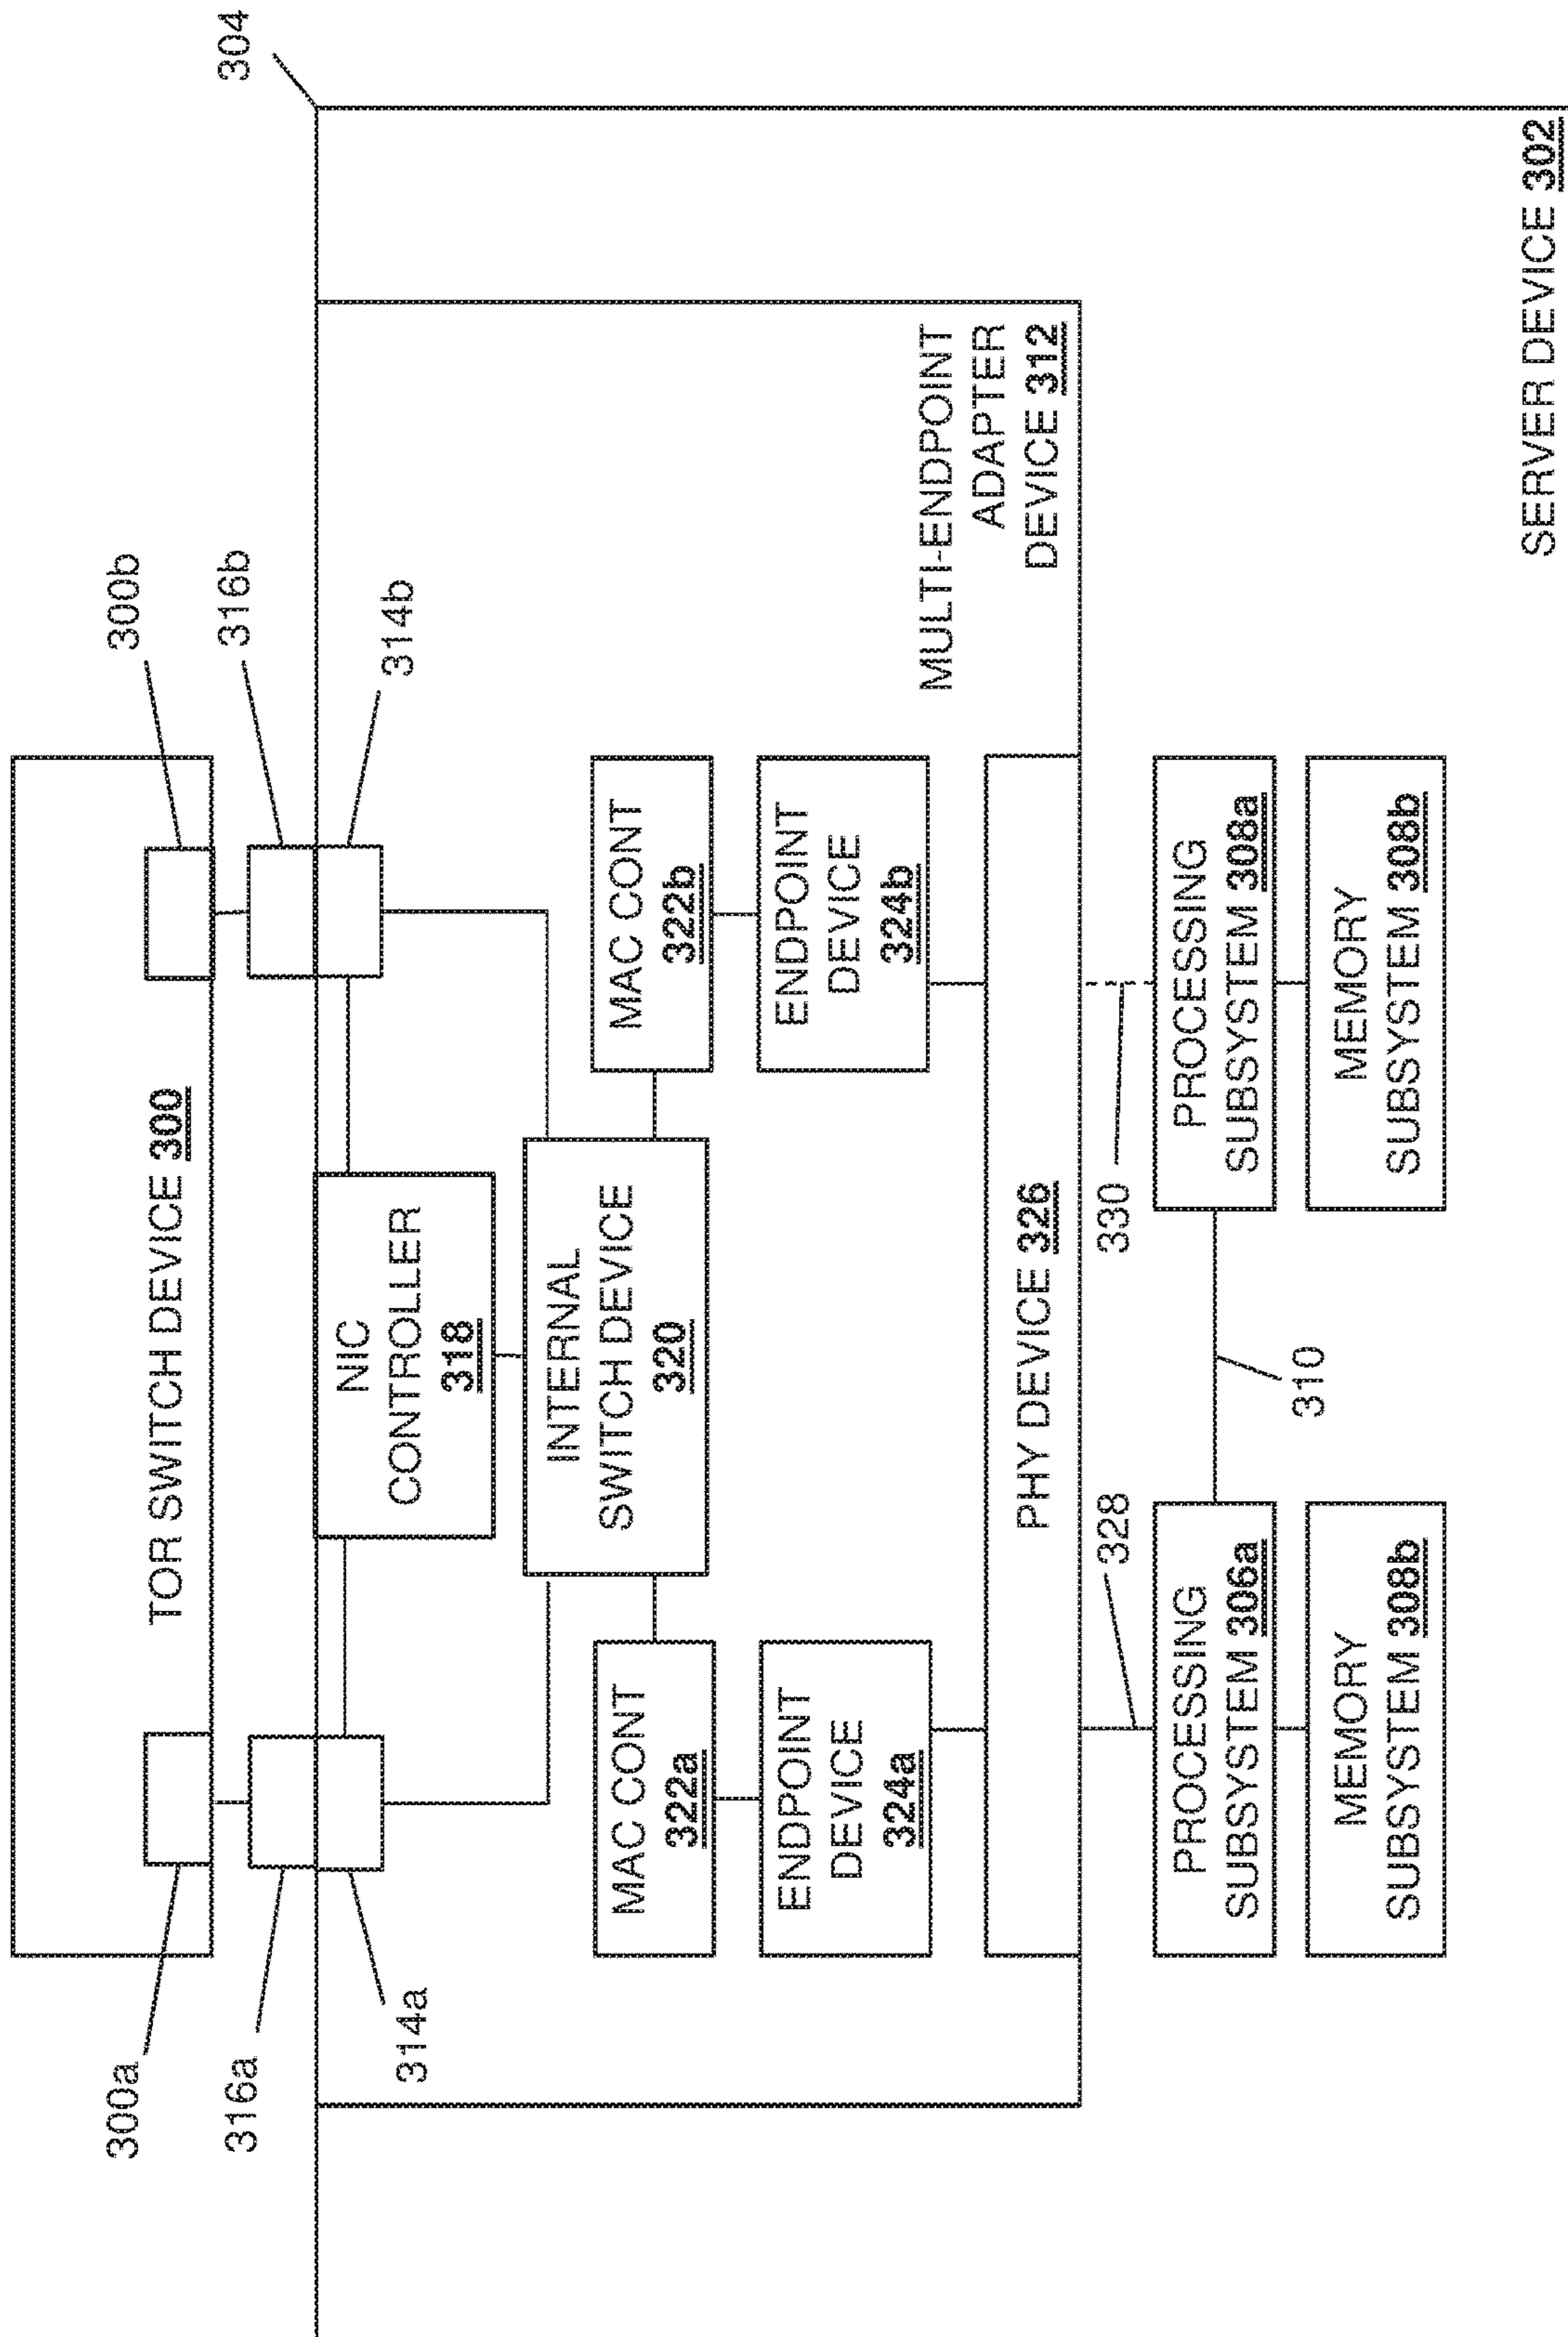 304
300b
316b
314b
TOR SWITCH DEVICE 300
300a
316a
314a
NIC
CONTROLLER
318
INTERNAL
SWITCH DEVICE
320
MAC CONT
322a
MAC CONT
322b
ENDPOINT
DEVICE
324a
ENDPOINT
DEVICE
324b
MULTI-ENDPOINT
ADAPTER
DEVICE 312
PHY DEVICE 326
328
330
PROCESSING
SUBSYSTEM 306a
310
PROCESSING
SUBSYSTEM 308a
MEMORY
SUBSYSTEM 308b
MEMORY
SUBSYSTEM 308b
SERVER DEVICE 302